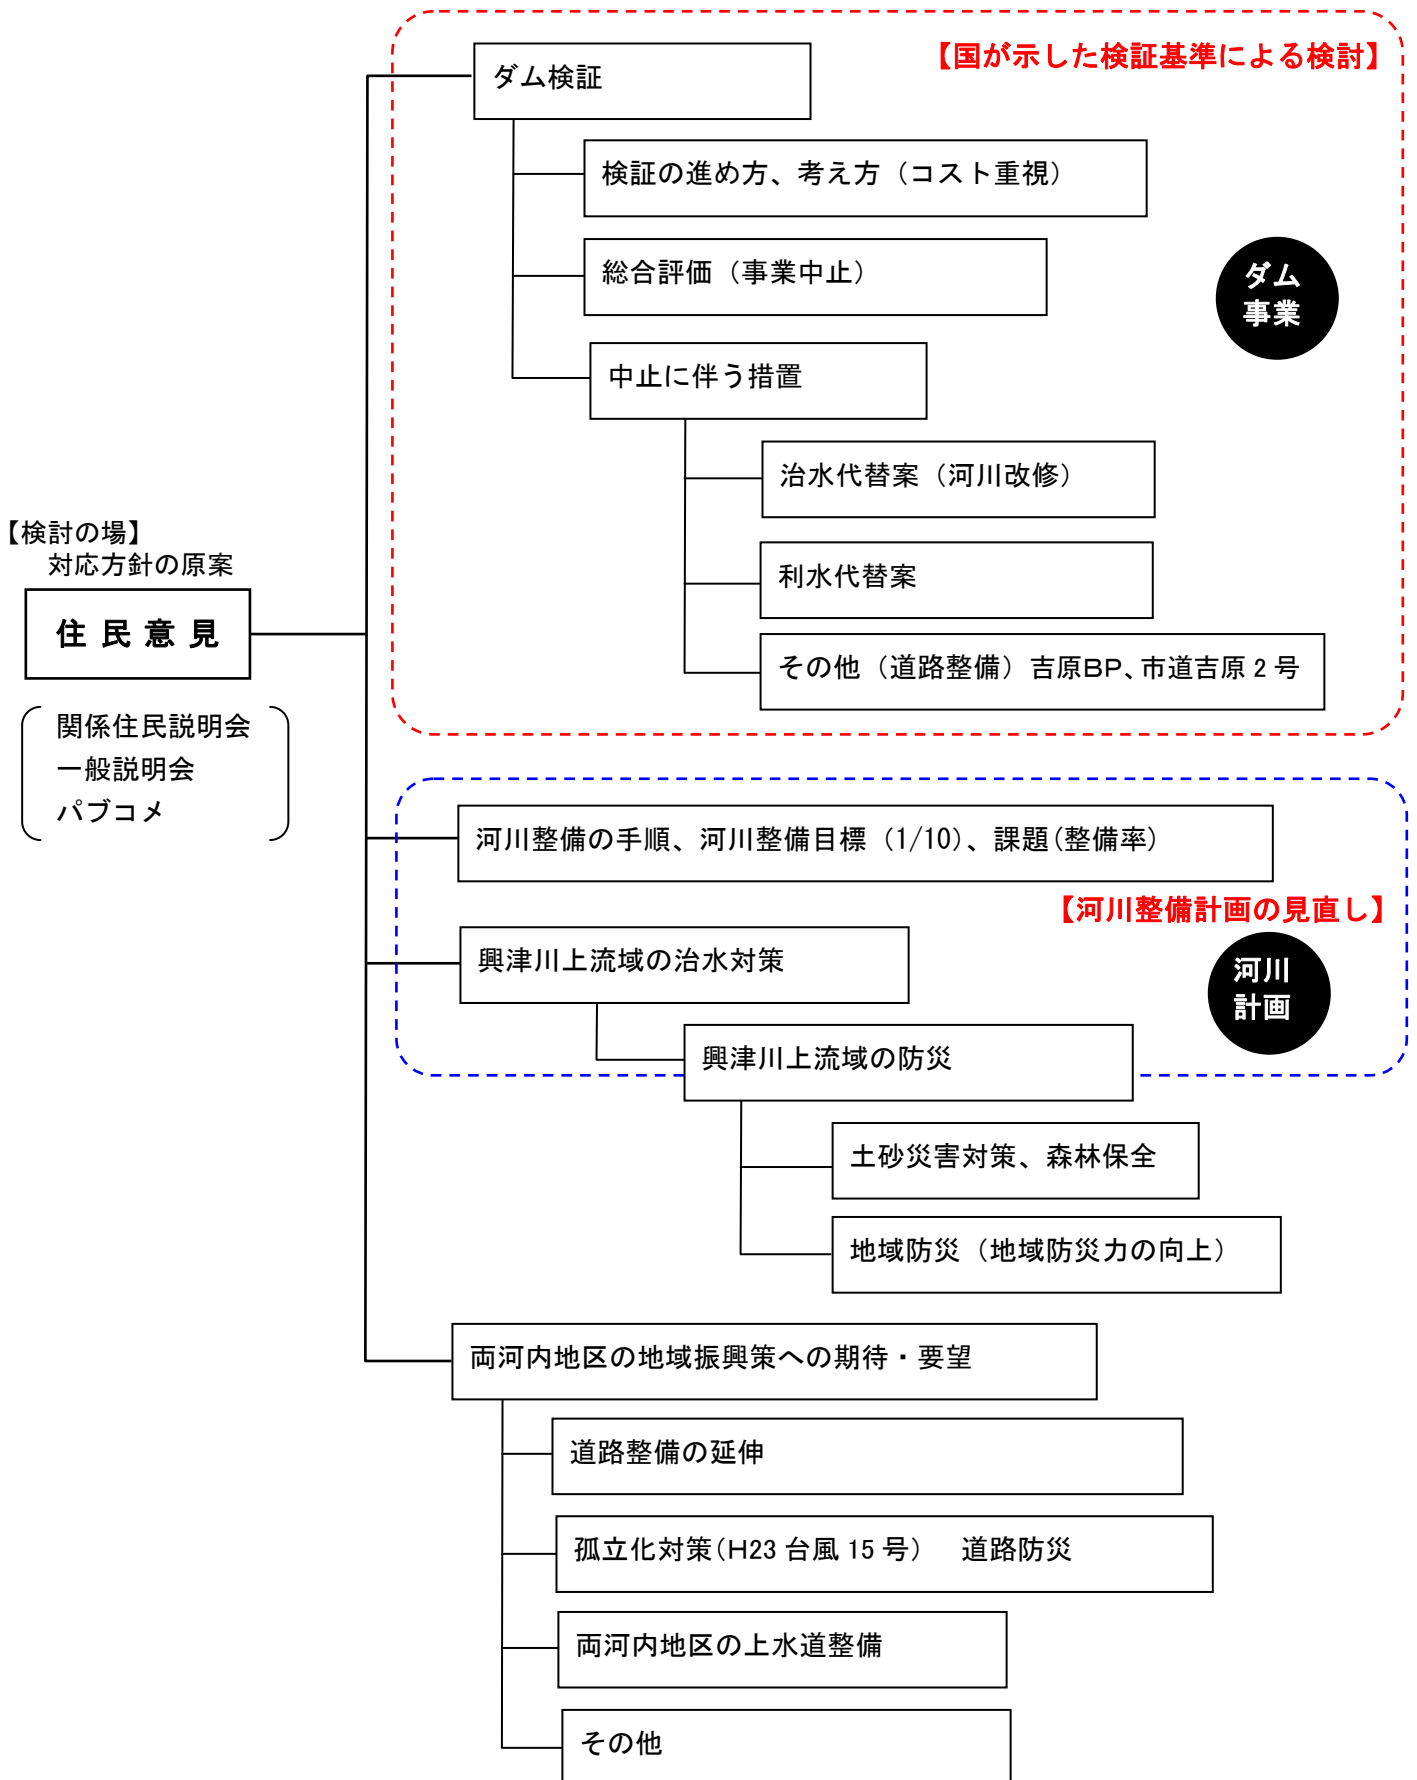 【国が示した検証基準による検討】
ダム検証
検証の進め方、考え方（コスト重視）
総合評価（事業中止）
ダム
事業
中止に伴う措置
治水代替案（河川改修）
利水代替案
その他（道路整備）吉原BP、市道吉原２号
【検討の場】
対応方針の原案
住民意見
関係住民説明会
一般説明会
パブコメ
河川整備の手順、河川整備目標（1/10）、課題（整備率）
【河川整備計画の見直し】
興津川上流域の治水対策
河川
計画
興津川上流域の防災
土砂災害対策、森林保全
地域防災（地域防災力の向上）
両河内地区の地域振興策への期待・要望
道路整備の延伸
孤立化対策（H23 台風 15 号）　道路防災
両河内地区の上水道整備
その他